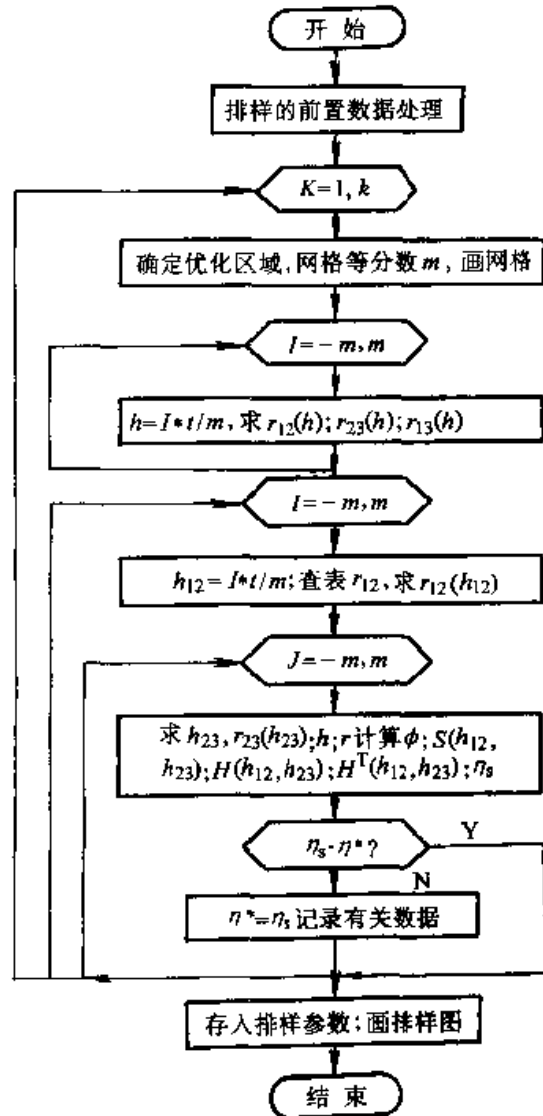 开 始
排样的前置数据处理
K=1, k
确定优化区域,网格等分数 m, 画网格
I=-m,m
h=I*t/m,求 r₁₂(h);r₂₃(h);r₁₃(h)
I=-m,m
h₁₂=I*t/m;查表 r₁₂,求 r₁₂(h₁₂)
J=-m,m
求 h₂₃,r₂₃(h₂₃);h;r 计算 ϕ;S(h₁₂,
h₂₃);H(h₁₂,h₂₃);Hᵀ(h₁₂,h₂₃);ηₛ
ηₛ-η*?
Y
N
η*=ηₛ 记录有关数据
存入排样参数;画排样图
结 束